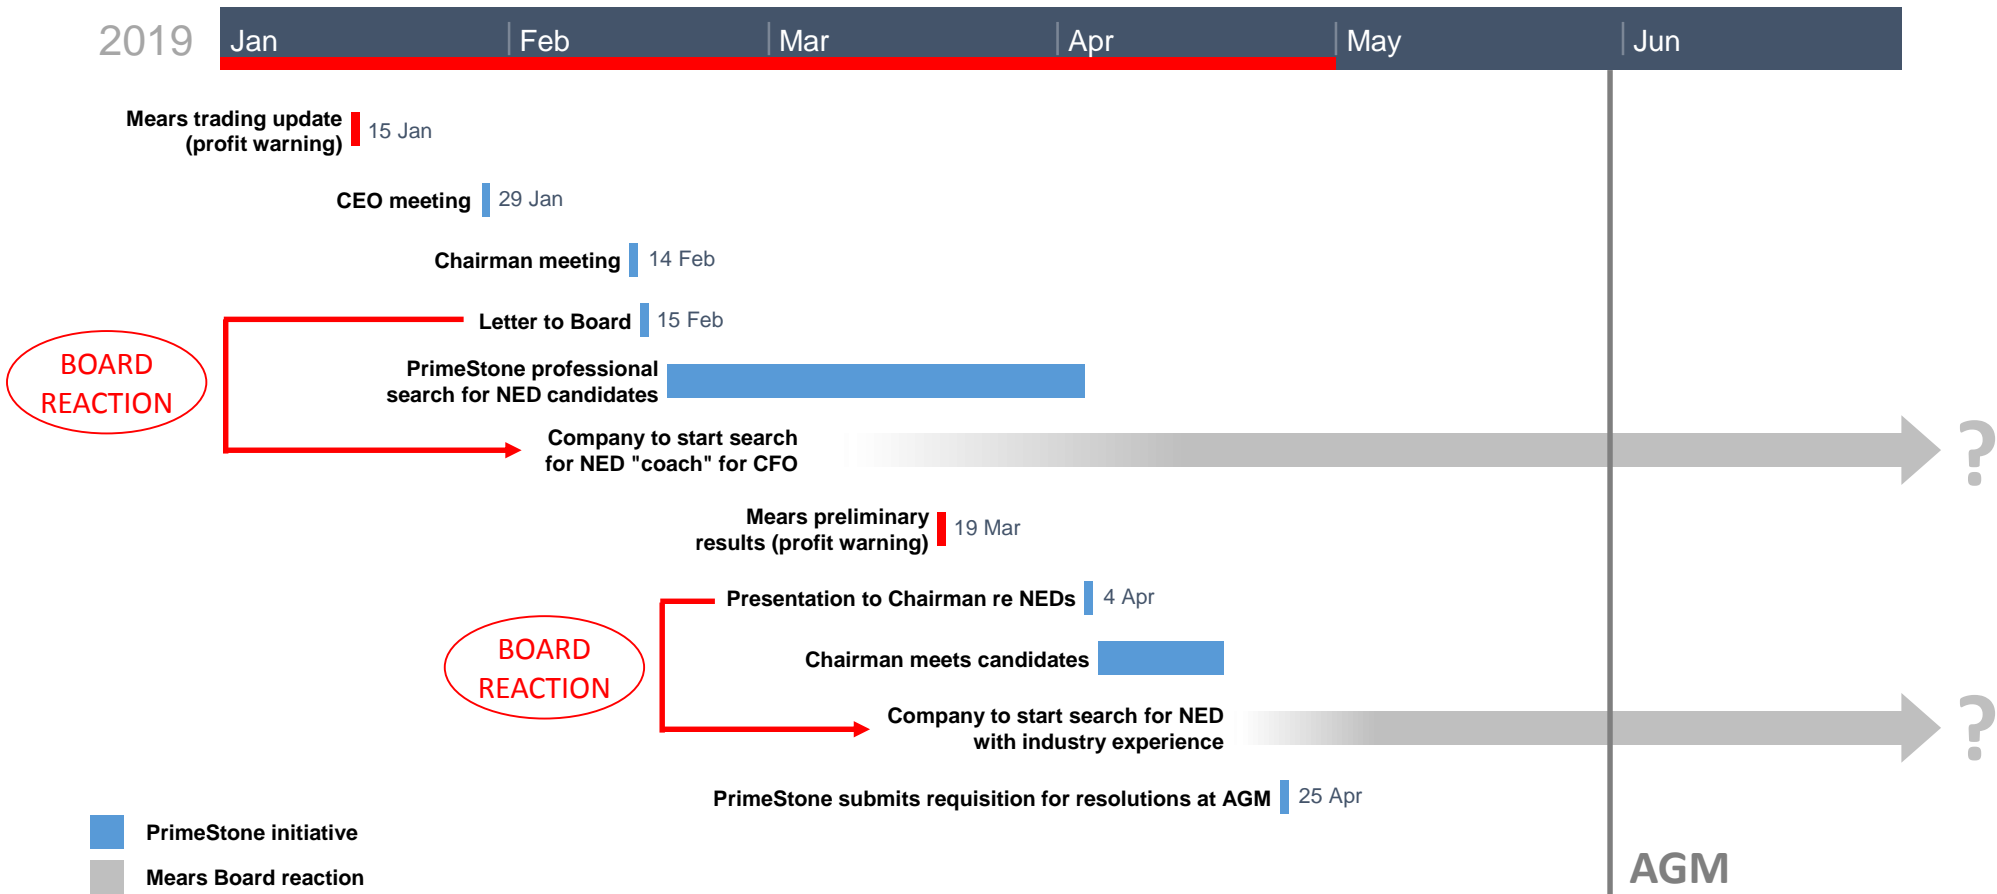 2019
Jan
Feb
Mar
Apr
May
Jun
Mears trading update
(profit warning)
15 Jan
CEO meeting
29 Jan
Chairman meeting
14 Feb
Letter to Board
15 Feb
BOARD
REACTION
PrimeStone professional
search for NED candidates
Company to start search
for NED "coach" for CFO
?
Mears preliminary
results (profit warning)
19 Mar
Presentation to Chairman re NEDs
4 Apr
BOARD
REACTION
Chairman meets candidates
Company to start search for NED
with industry experience
?
PrimeStone submits requisition for resolutions at AGM
25 Apr
PrimeStone initiative
Mears Board reaction
AGM